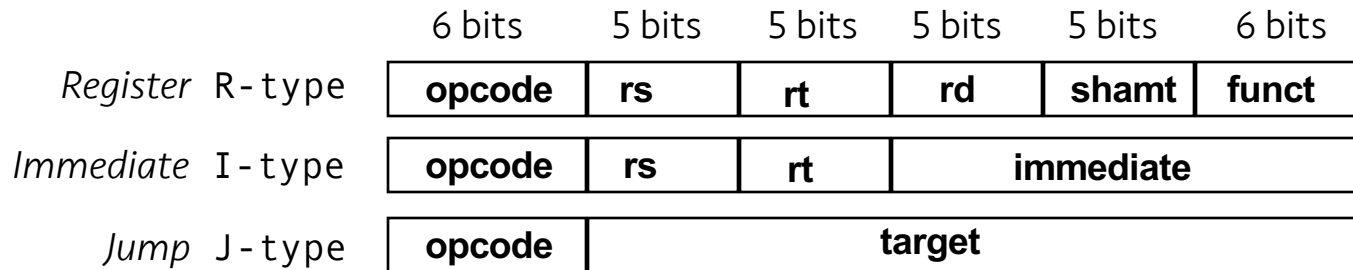 6 bits 5 bits 5 bits 5 bits 5 bits 6 bits
Register R-type opcode rs rt rd shamt funct
Immediate I-type opcode rs rt immediate
Jump J-type opcode target